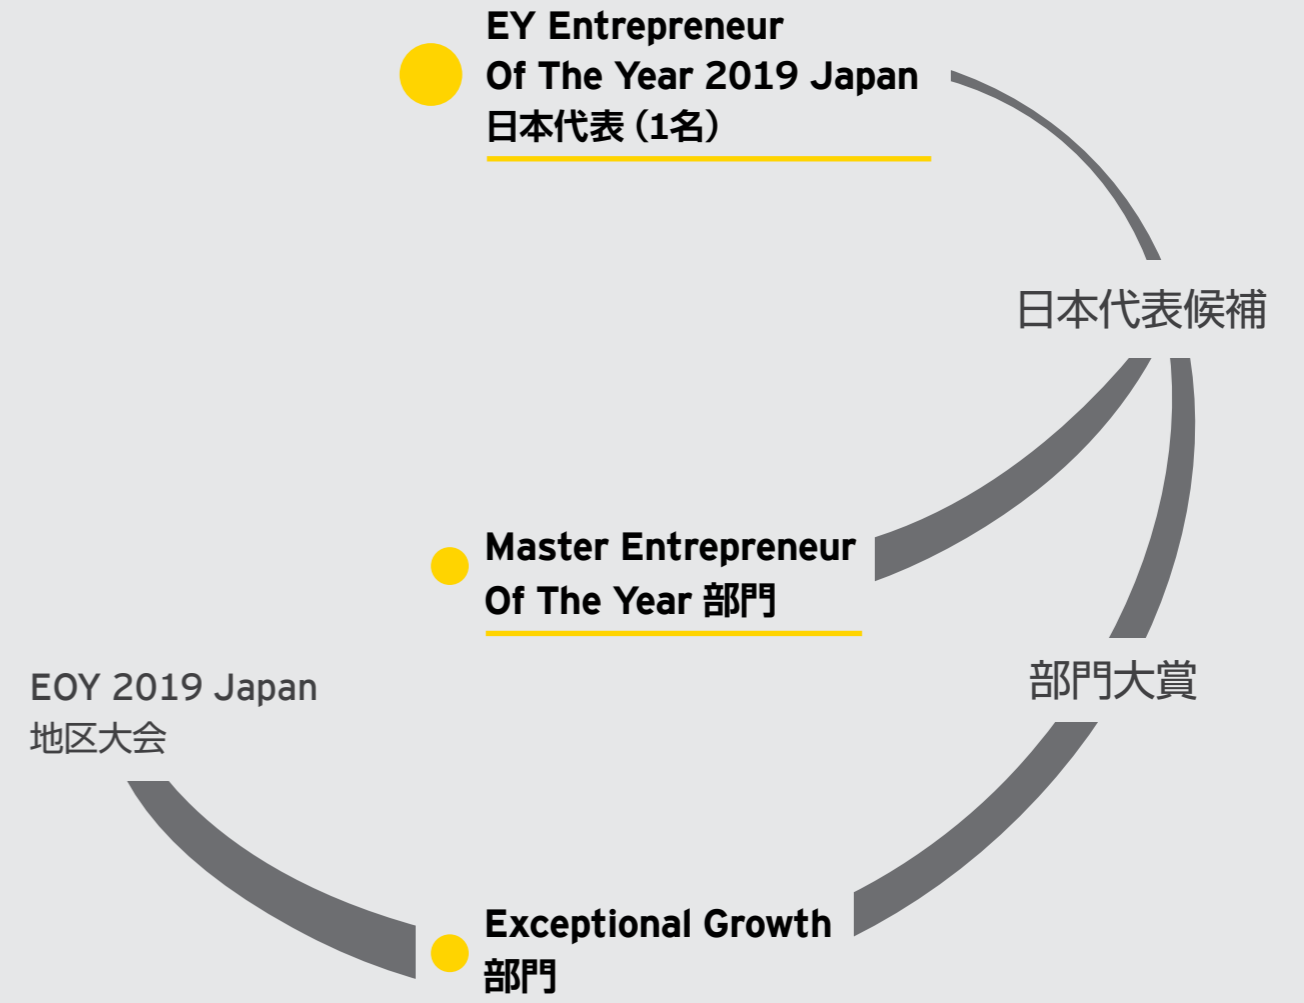 EY Entrepreneur
Of The Year 2019 Japan
日本代表（1名）
日本代表候補
Master Entrepreneur
Of The Year 部門
EOY 2019 Japan
地区大会
部門大賞
Exceptional Growth
部門